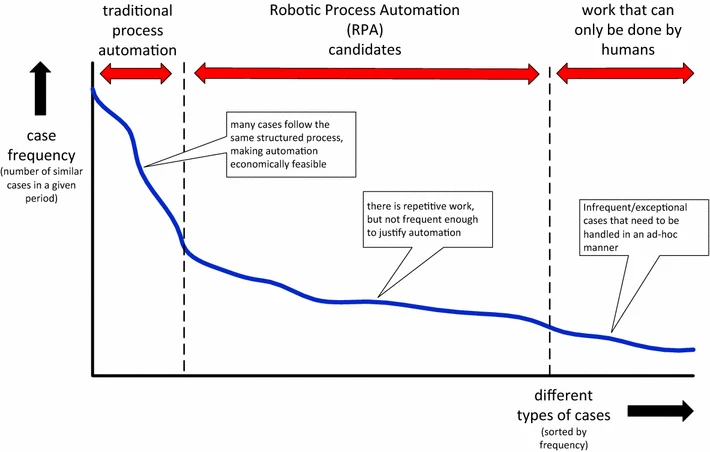 traditional
process
automation
Robotic Process Automation
(RPA)
candidates
work that can
only be done by
humans
case
frequency
(number of similar
cases in a given
period)
many cases follow the
same structured process,
making automation
economically feasible
there is repetitive work,
but not frequent enough
to justify automation
Infrequent/exceptional
cases that need to be
handled in an ad-hoc
manner
different
types of cases
(sorted by
frequency)